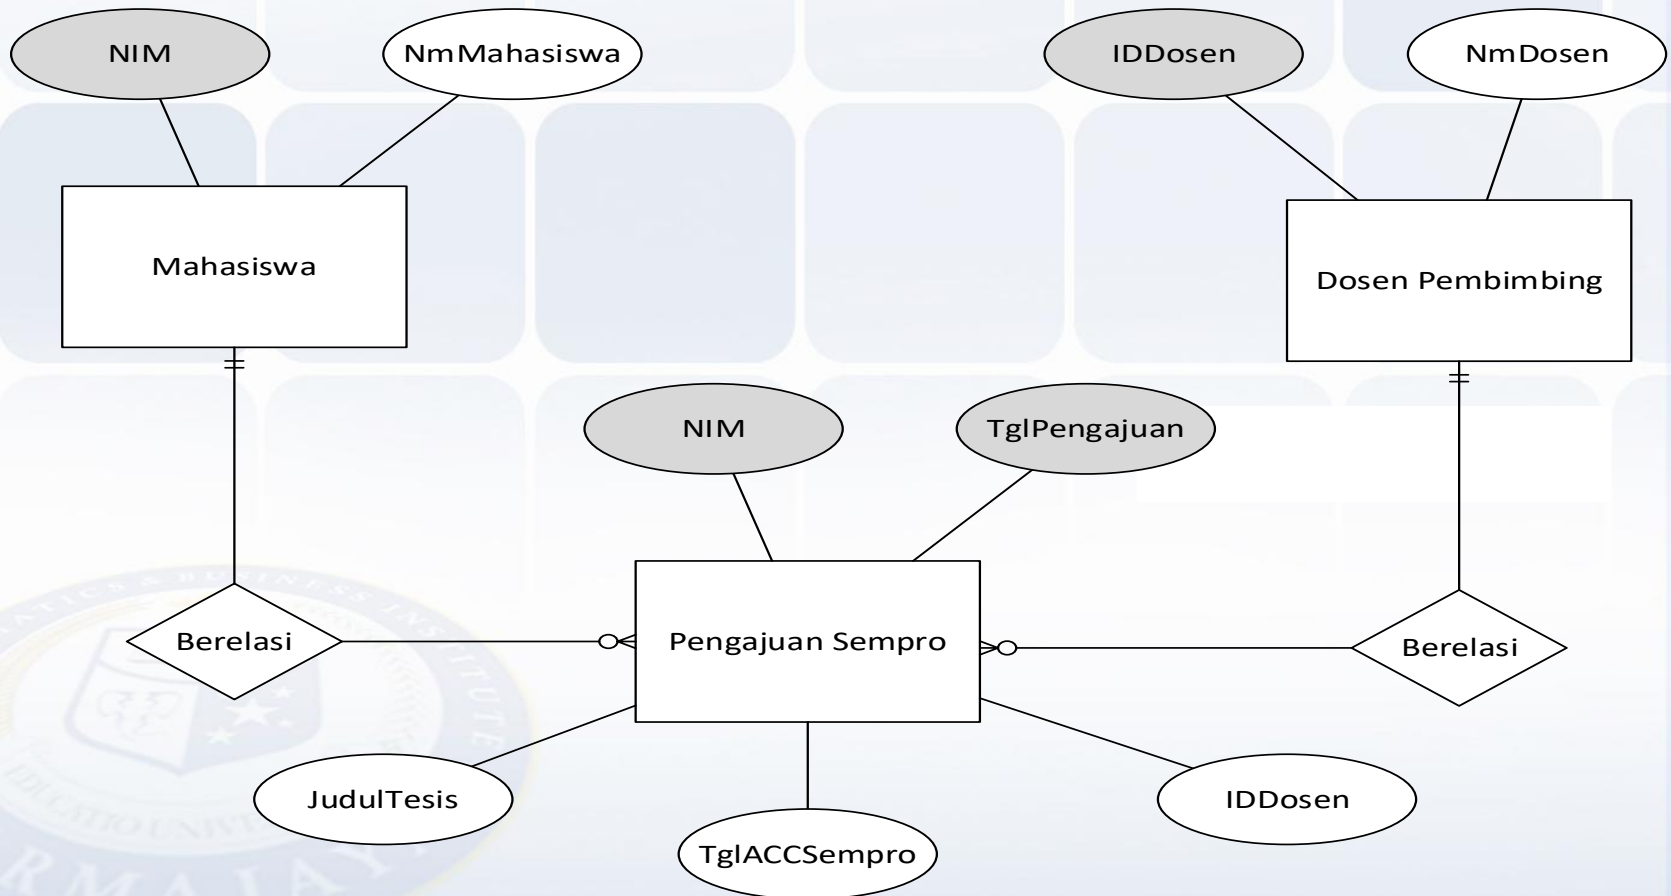 NIM
NmMahasiswa
IDDosen
NmDosen
Mahasiswa
Dosen Pembimbing
NIM
TglPengajuan
Berelasi
Pengajuan Sempro
Berelasi
JudulTesis
TglACCSempro
IDDosen